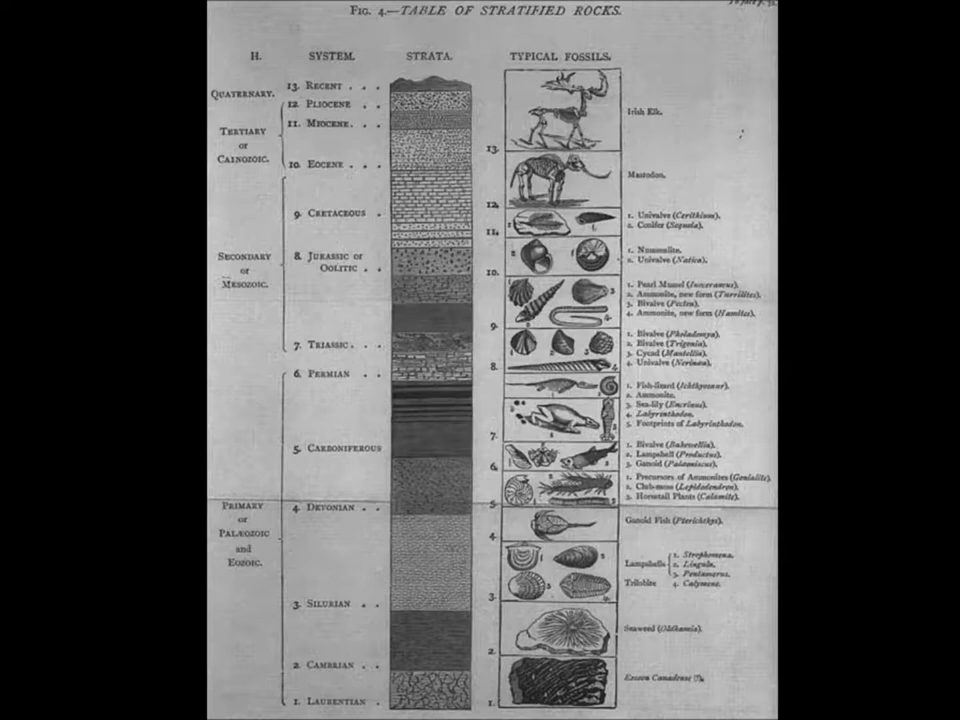 To face p. 32.
FIG. 4.—TABLE OF STRATIFIED ROCKS.
H. SYSTEM. STRATA. TYPICAL FOSSILS.
QUATERNARY.
13. RECENT . . .
TERTIARY
or
CAINOZOIC.
12. PLIOCENE . .
11. MIOCENE. . .
10. EOCENE . . .
SECONDARY
or
MESOZOIC.
9. CRETACEOUS .
8. JURASSIC or
OOLITIC . .
7. TRIASSIC. . .
PRIMARY
or
PALÆOZOIC
and
EOZOIC.
6. PERMIAN . .
5. CARBONIFEROUS
4. DEVONIAN . .
3. SILURIAN . .
2. CAMBRIAN . .
1. LAURENTIAN .
13.
Irish Elk.
12.
Mastodon.
11.
1. Univalve (Cerithium).
2. Conifer (Sequoia).
10.
1. Nummulite.
2. Univalve (Natica).
9.
1. Pearl Mussel (Inoceramus).
2. Ammonite, new form (Turrilites).
3. Bivalve (Pecten).
4. Ammonite, new form (Hamites).
8.
1. Bivalve (Pholadomya).
2. Bivalve (Trigonia).
3. Cycad (Mantellia).
4. Univalve (Nerinea).
7.
1. Fish-lizard (Ichthyosaur).
2. Ammonite.
3. Sea-lily (Encrinus).
4. Labyrinthodon.
5. Footprints of Labyrinthodon.
6.
1. Bivalve (Bakewellia).
2. Lampshell (Productus).
3. Ganoid (Palæoniscus).
5.
1. Precursors of Ammonites (Goniatite).
2. Club-moss (Lepidodendron).
3. Horsetail Plants (Calamite).
4.
Ganoid Fish (Pterichthys).
3.
Lampshells
1. Strophomena.
2. Lingula.
3. Pentamerus.
Trilobite 4. Calymene.
2.
Seaweed (Oldhamia).
1.
Eozoon Canadense